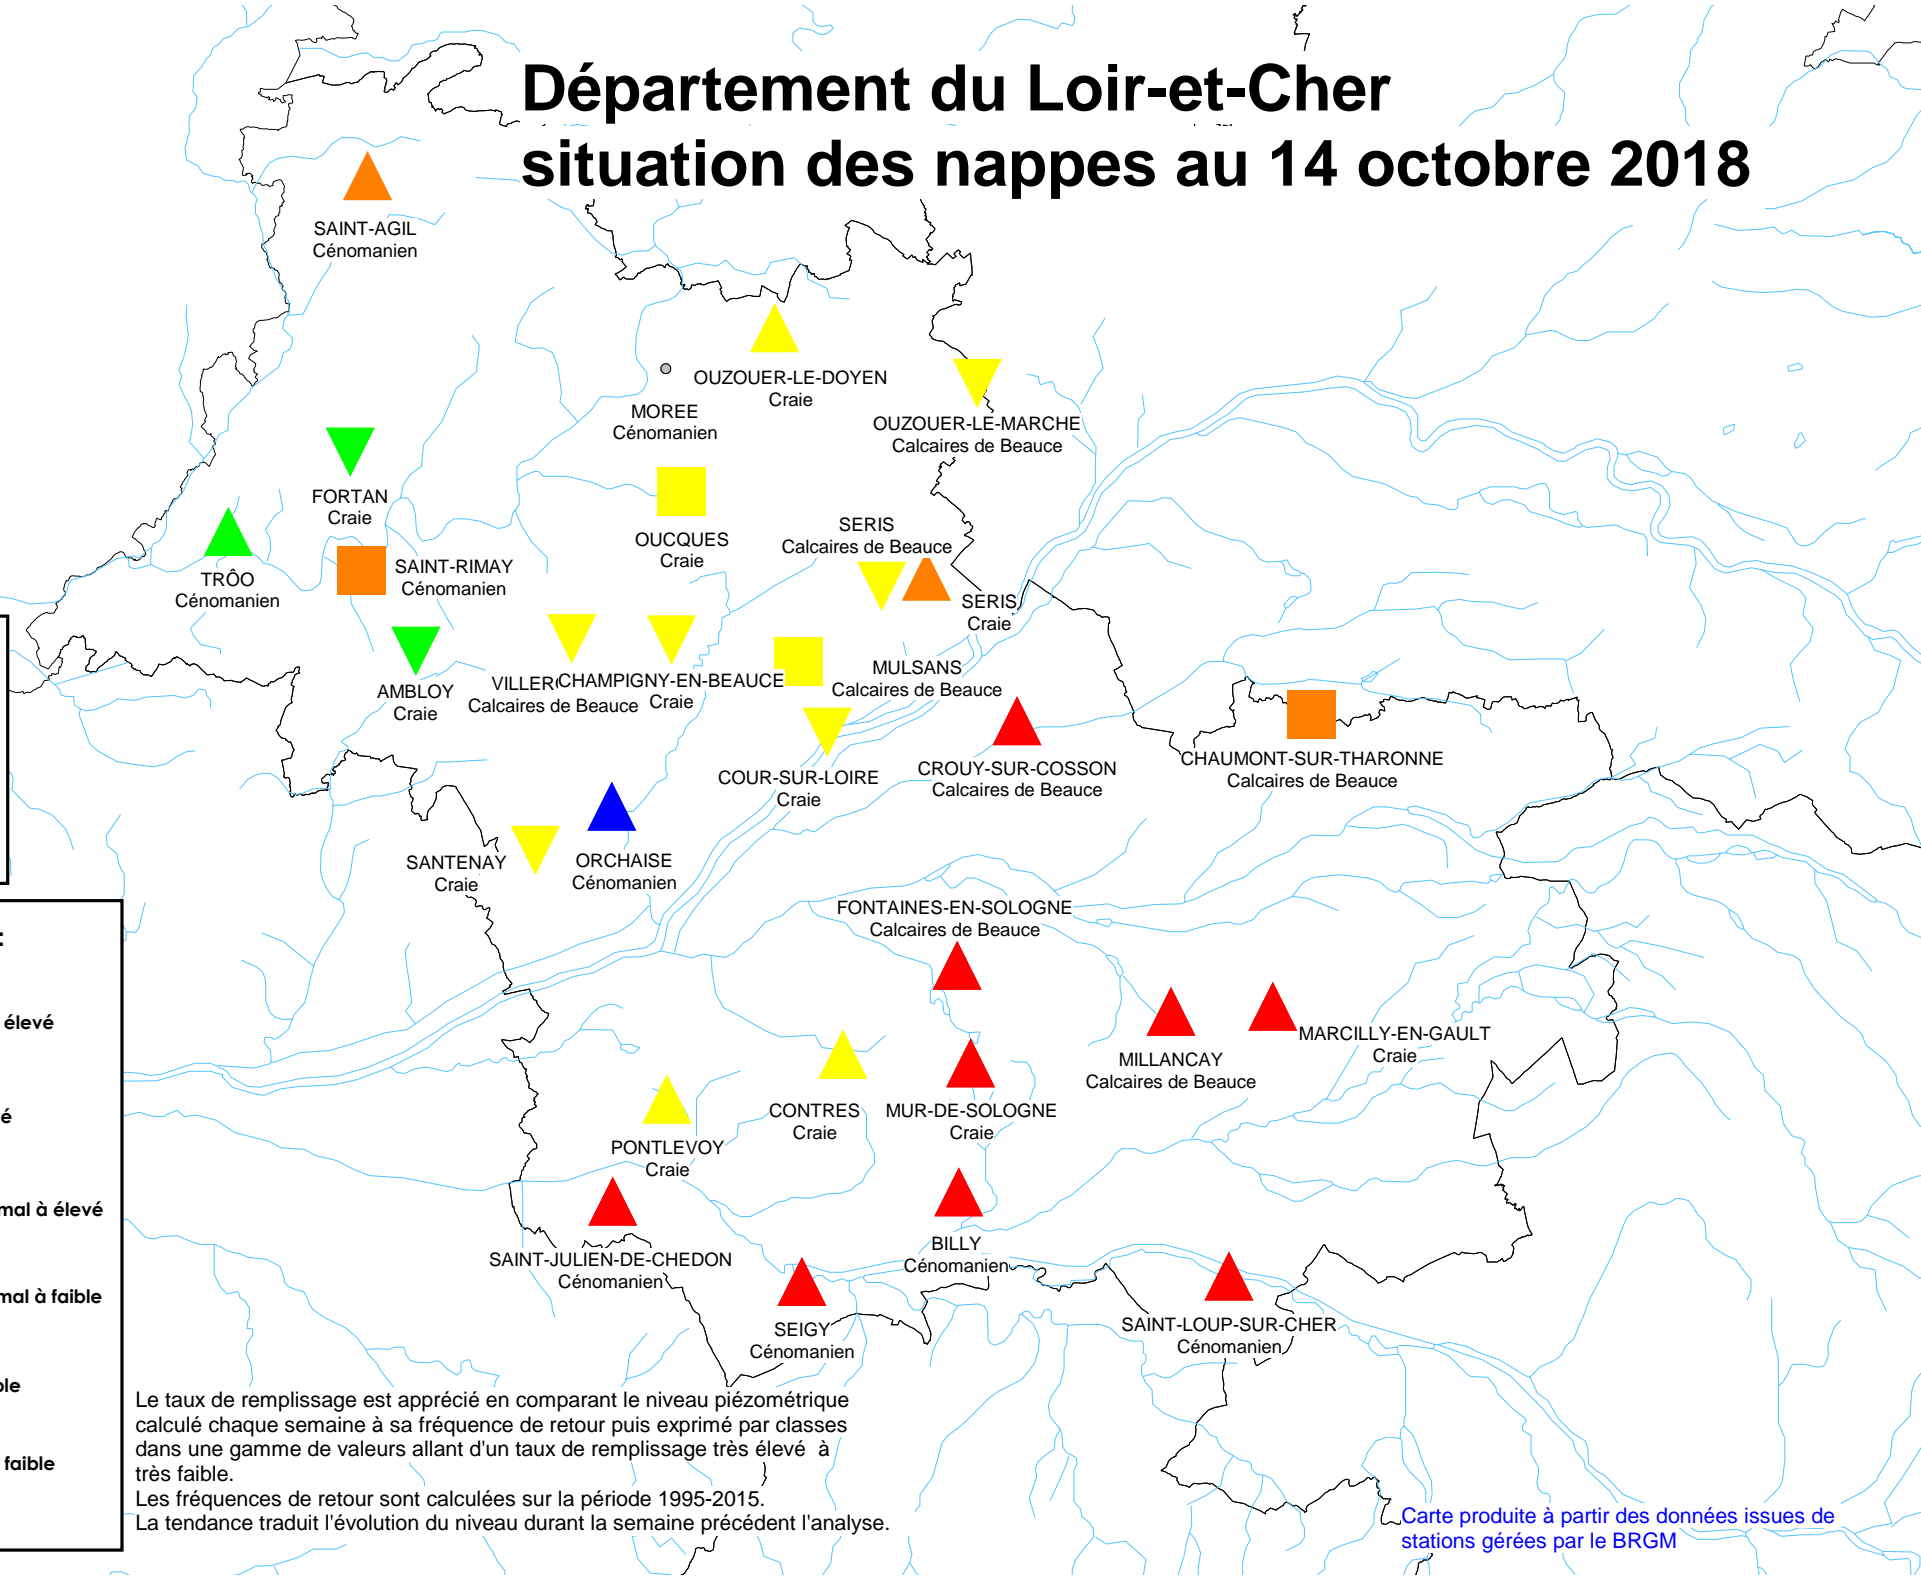 Département du Loir-et-Cher
situation des nappes au 14 octobre 2018
SAINT-AGIL
Cénomanien
OUZOUER-LE-DOYEN
Craie
MOREE
Cénomanien
OUZOUER-LE-MARCHE
Calcaires de Beauce
FORTAN
Craie
OUCQUES
Craie
SERIS
Calcaires de Beauce
TRÔO
Cénomanien
SAINT-RIMAY
Cénomanien
SERIS
Craie
AMBLOY
Craie
Calcaires de Beauce
CHAMPIGNY-EN-BEAUCE
Craie
MULSANS
Calcaires de Beauce
COUR-SUR-LOIRE
Craie
CROUY-SUR-COSSON
Calcaires de Beauce
CHAUMONT-SUR-THARONNE
Calcaires de Beauce
SANTENAY
Craie
ORCHAISE
Cénomanien
FONTAINES-EN-SOLOGNE
Calcaires de Beauce
MILLANCAY
Calcaires de Beauce
MARCILLY-EN-GAULT
Craie
CONTRES
Craie
MUR-DE-SOLOGNE
Craie
PONTLEVOY
Craie
SAINT-JULIEN-DE-CHEDON
Cénomanien
BILLY
Cénomanien
SEIGY
Cénomanien
SAINT-LOUP-SUR-CHER
Cénomanien
:
élevé
à élevé
à faible
faible
Le taux de remplissage est apprécié en comparant le niveau piézométrique
calculé chaque semaine à sa fréquence de retour puis exprimé par classes
dans une gamme de valeurs allant d'un taux de remplissage très élevé à
très faible.
Les fréquences de retour sont calculées sur la période 1995-2015.
La tendance traduit l'évolution du niveau durant la semaine précédent l'analyse.
Carte produite à partir des données issues de
stations gérées par le BRGM